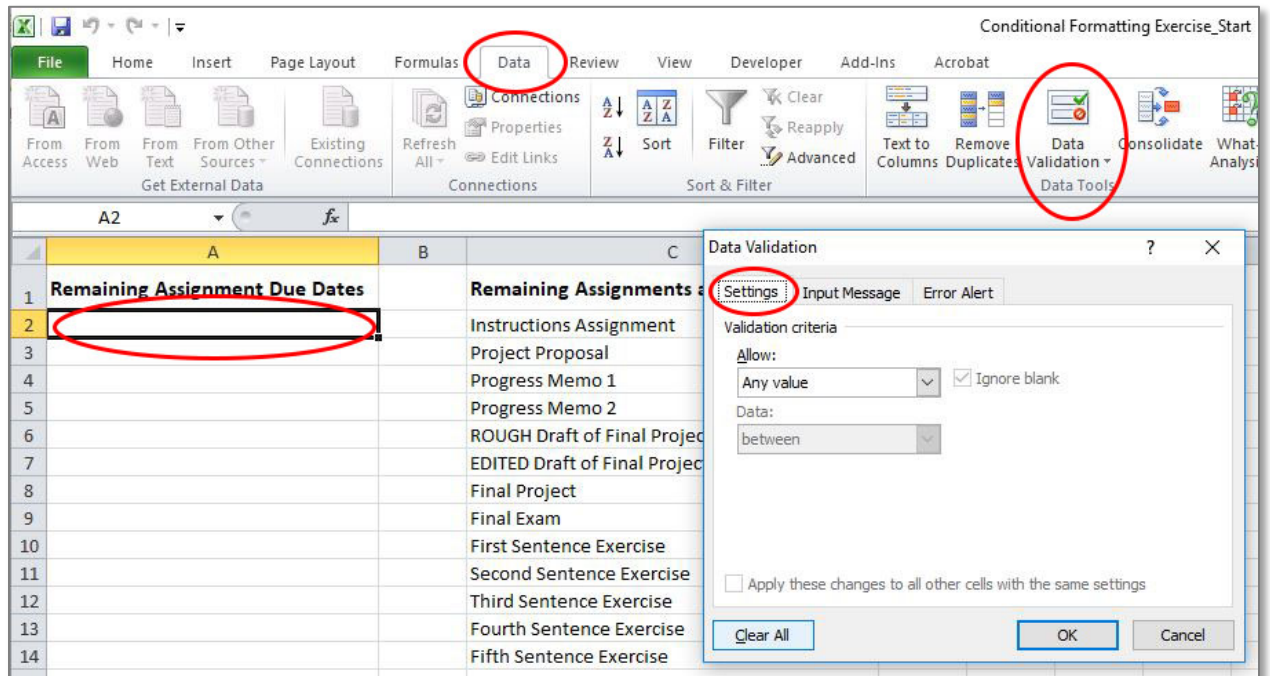 Conditional Formatting Exercise_Start
File Home Insert Page Layout Formulas Data Review View Developer Add-Ins Acrobat
From Access
From Web
From Text
From Other Sources
Existing Connections
Get External Data
Refresh All
Connections
Properties
Edit Links
Connections
Sort
Filter
Clear
Reapply
Advanced
Sort & Filter
Text to Columns
Remove Duplicates
Data Validation
Consolidate
What-
Analysi
Data Tools
A2 fx
A B C
1 Remaining Assignment Due Dates Remaining Assignments a
2 Instructions Assignment
3 Project Proposal
4 Progress Memo 1
5 Progress Memo 2
6 ROUGH Draft of Final Projec
7 EDITED Draft of Final Projec
8 Final Project
9 Final Exam
10 First Sentence Exercise
11 Second Sentence Exercise
12 Third Sentence Exercise
13 Fourth Sentence Exercise
14 Fifth Sentence Exercise
Data Validation ?
Settings Input Message Error Alert
Validation criteria
Allow:
Any value Ignore blank
Data:
between
Apply these changes to all other cells with the same settings
Clear All OK Cancel